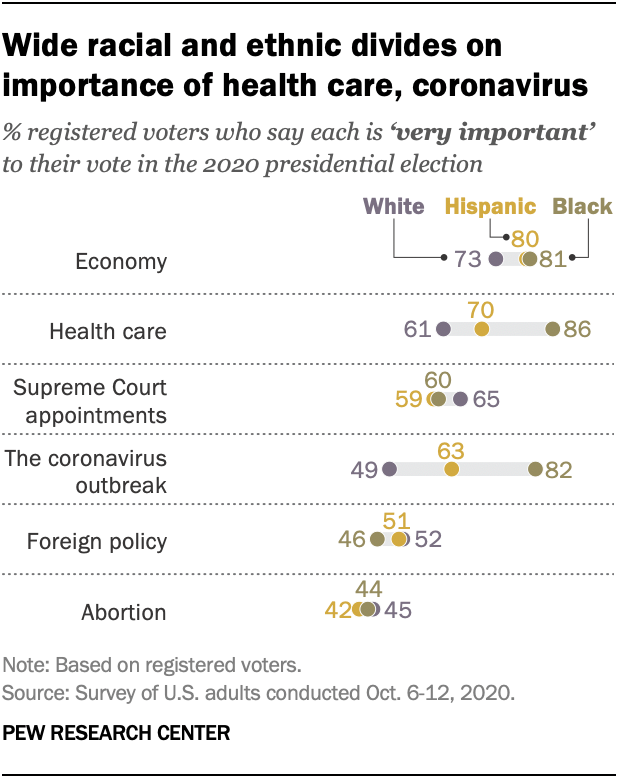 Wide racial and ethnic divides on
importance of health care, coronavirus
% registered voters who say each is ‘very important’
to their vote in the 2020 presidential election
White Hispanic Black
80
Economy 73 81
70
Health care 61 86
Supreme Court 60
appointments 59 65
The coronavirus 63
outbreak 49 82
51
Foreign policy 46 52
44
Abortion 42 45
Note: Based on registered voters.
Source: Survey of U.S. adults conducted Oct. 6-12, 2020.
PEW RESEARCH CENTER